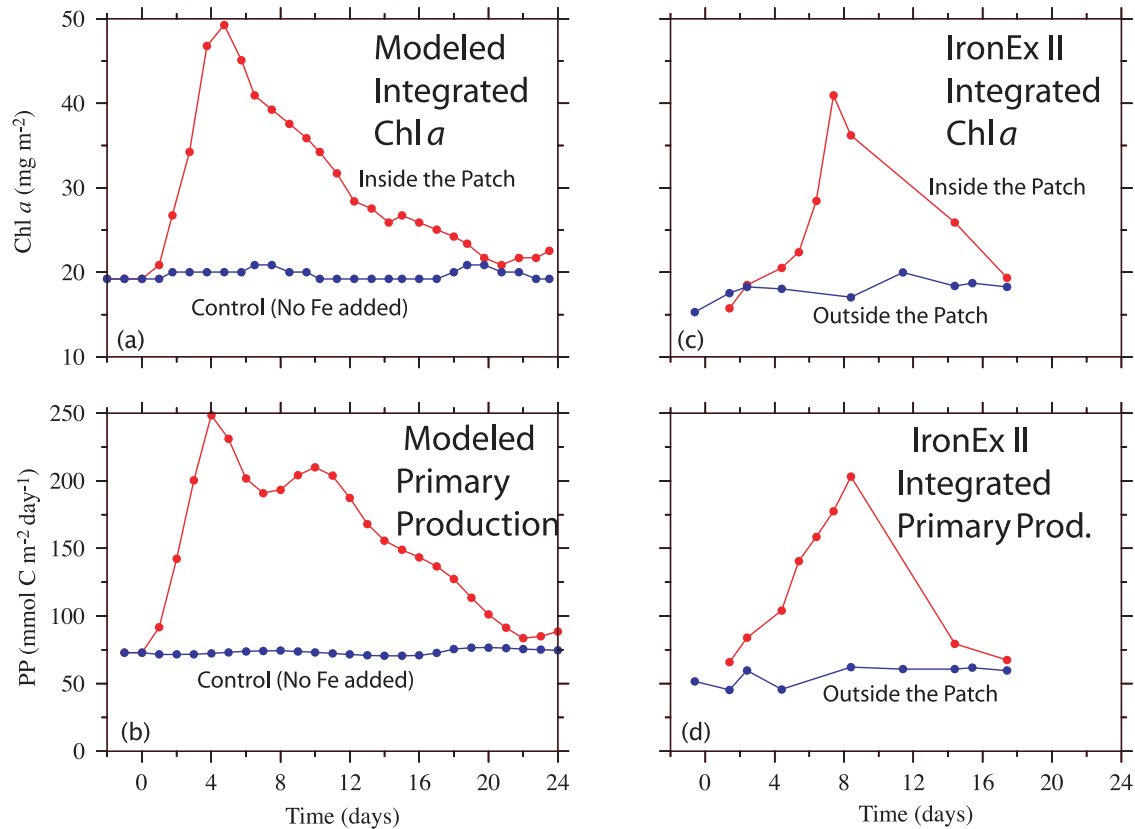 50
40
30
20
10
Chl a (mg m-2)
Modeled
Integrated
Chl a
Inside the Patch
Control (No Fe added)
(a)
IronEx II
Integrated
Chl a
Inside the Patch
Outside the Patch
(c)
250
200
150
100
50
0
PP (mmol C m-2 day-1)
Modeled
Primary
Production
Control (No Fe added)
(b)
0 4 8 12 16 20 24
Time (days)
IronEx II
Integrated
Primary Prod.
Outside the Patch
(d)
0 4 8 12 16 20 24
Time (days)